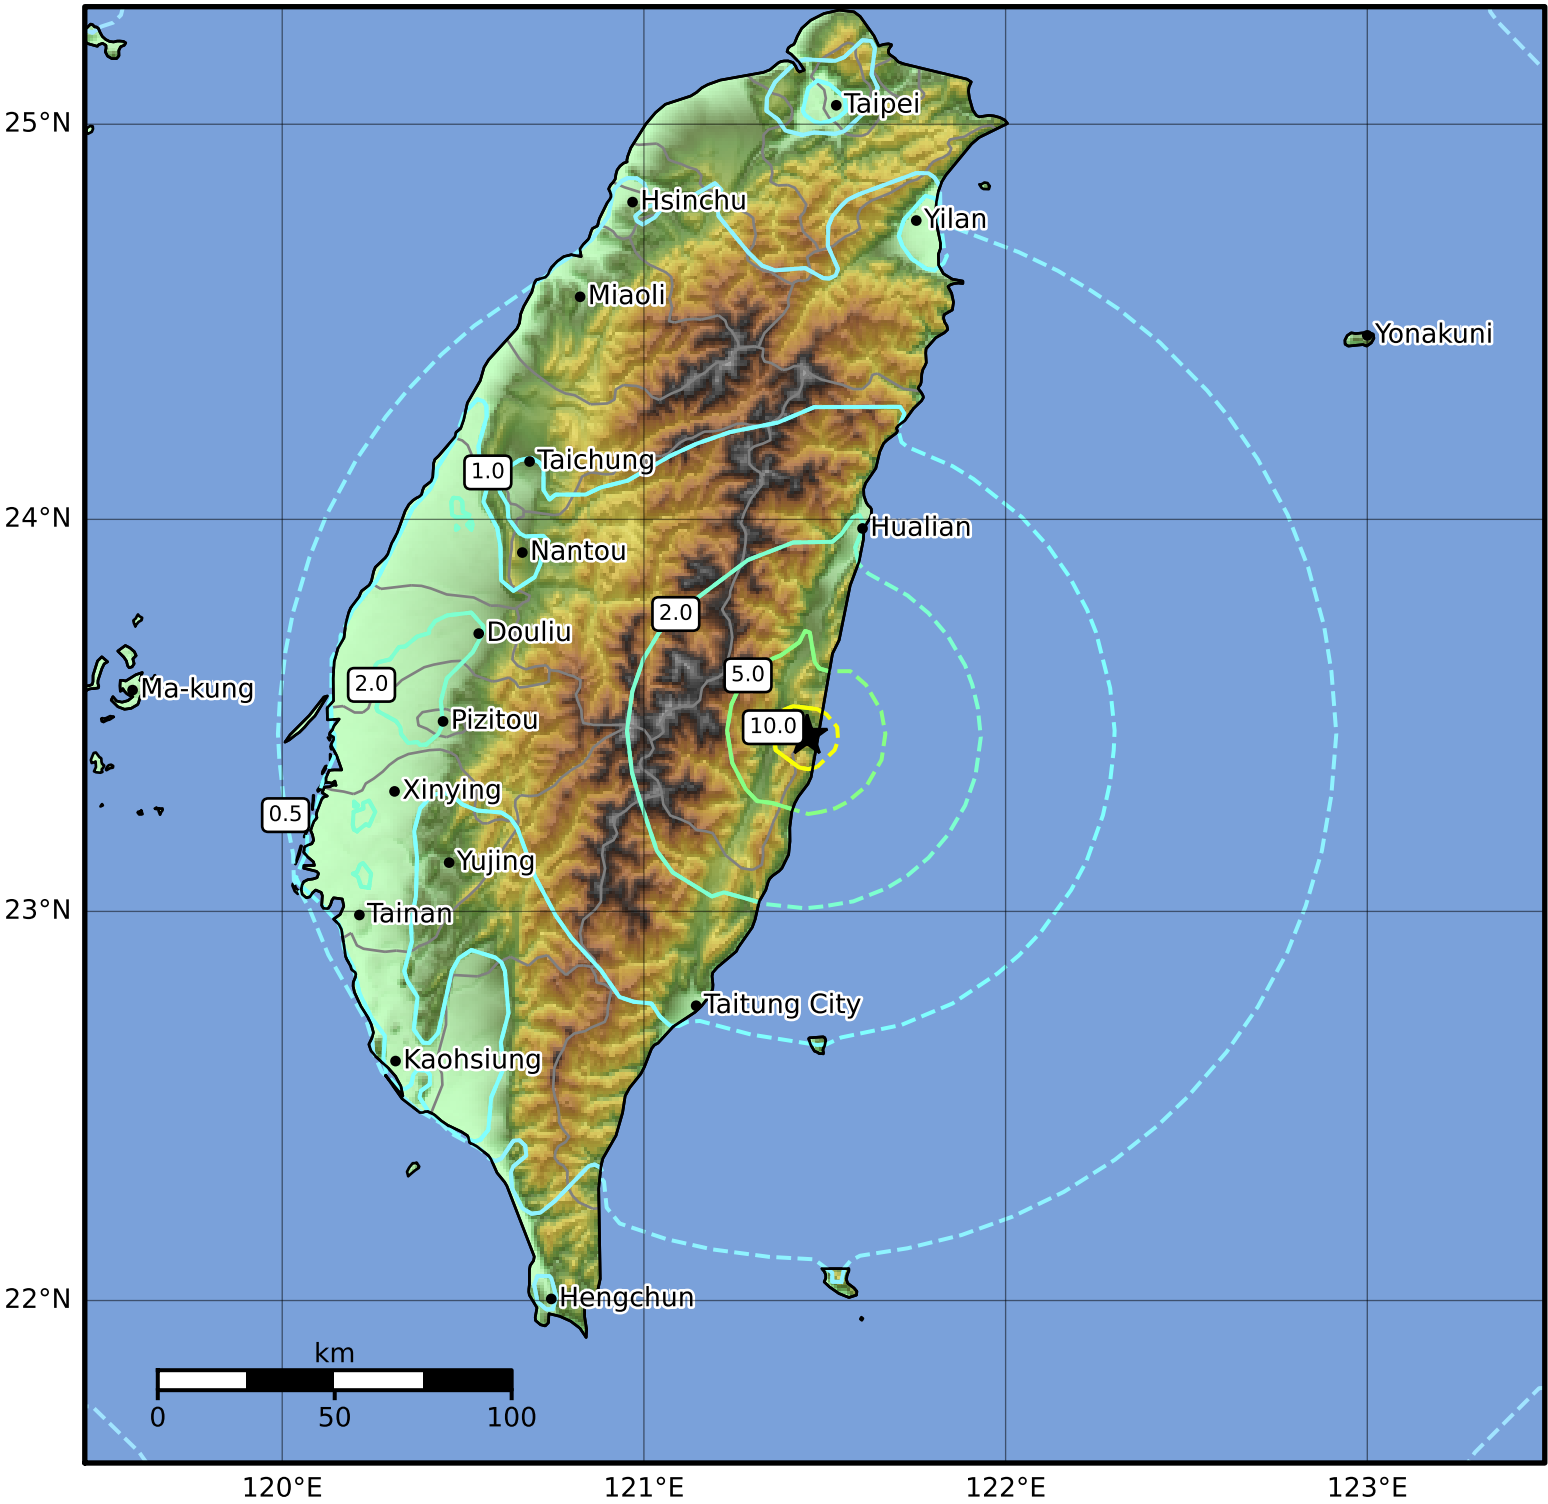 Taipei
25°N
Hsinchu
Yilan
Miaoli
Yonakuni
Taichung
1.0
24°N
Hualian
Nantou
2.0
Douliu
5.0
2.0
Ma-kung
Pizitou
10.0
Xinying
0.5
Yujing
23°N
Tainan
Taitung City
Kaohsiung
22°N
Hengchun
km
0 50 100
120°E 121°E 122°E 123°E